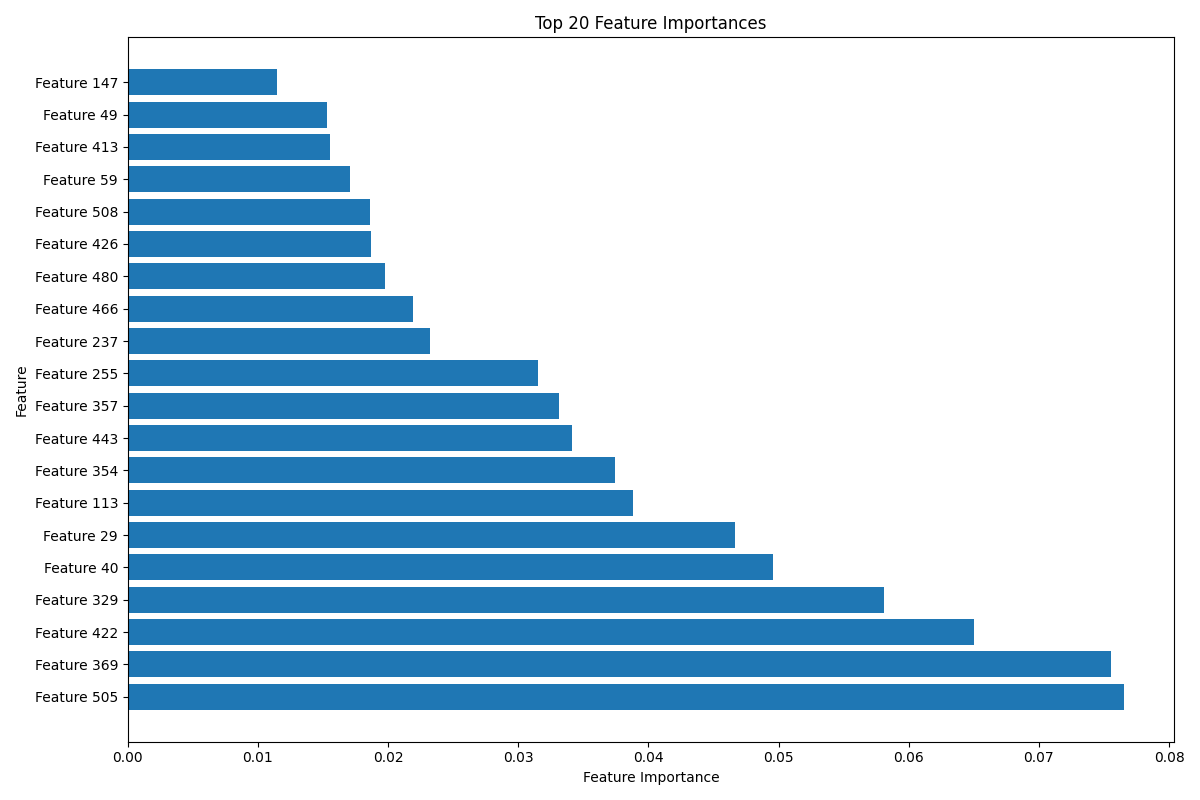 Top 20 Feature Importances
Feature 147
Feature 49
Feature 413
Feature 59
Feature 508
Feature 426
Feature 480
Feature 466
Feature 237
Feature 255
Feature 357
Feature 443
Feature 354
Feature 113
Feature 29
Feature 40
Feature 329
Feature 422
Feature 369
Feature 505
Feature
0.00 0.01 0.02 0.03 0.04 0.05 0.06 0.07 0.08
Feature Importance